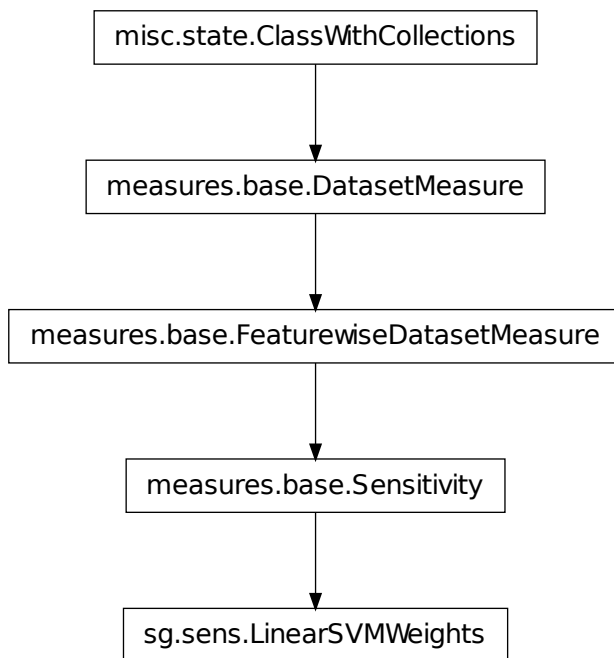 misc.state.ClassWithCollections
measures.base.DatasetMeasure
measures.base.FeaturewiseDatasetMeasure
measures.base.Sensitivity
sg.sens.LinearSVMWeights